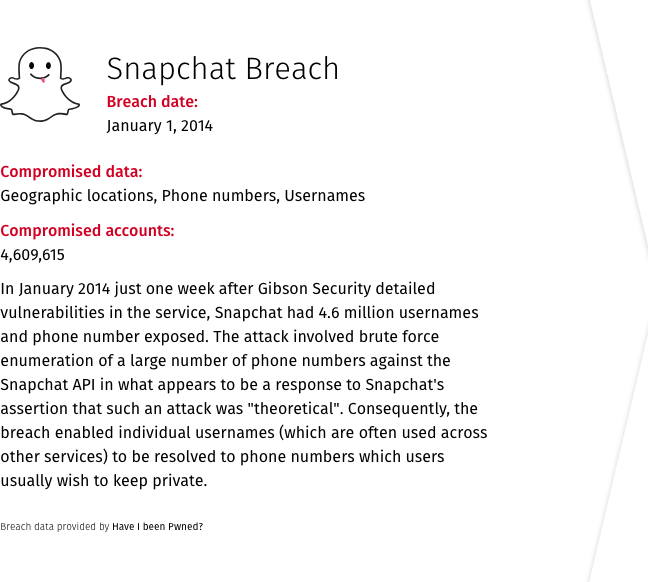 Snapchat Breach
Breach date:
January 1, 2014
Compromised data:
Geographic locations, Phone numbers, Usernames
Compromised accounts:
4,609,615
In January 2014 just one week after Gibson Security detailed
vulnerabilities in the service, Snapchat had 4.6 million usernames
and phone number exposed. The attack involved brute force
enumeration of a large number of phone numbers against the
Snapchat API in what appears to be a response to Snapchat's
assertion that such an attack was "theoretical". Consequently, the
breach enabled individual usernames (which are often used across
other services) to be resolved to phone numbers which users
usually wish to keep private.
Breach data provided by Have I been Pwned?